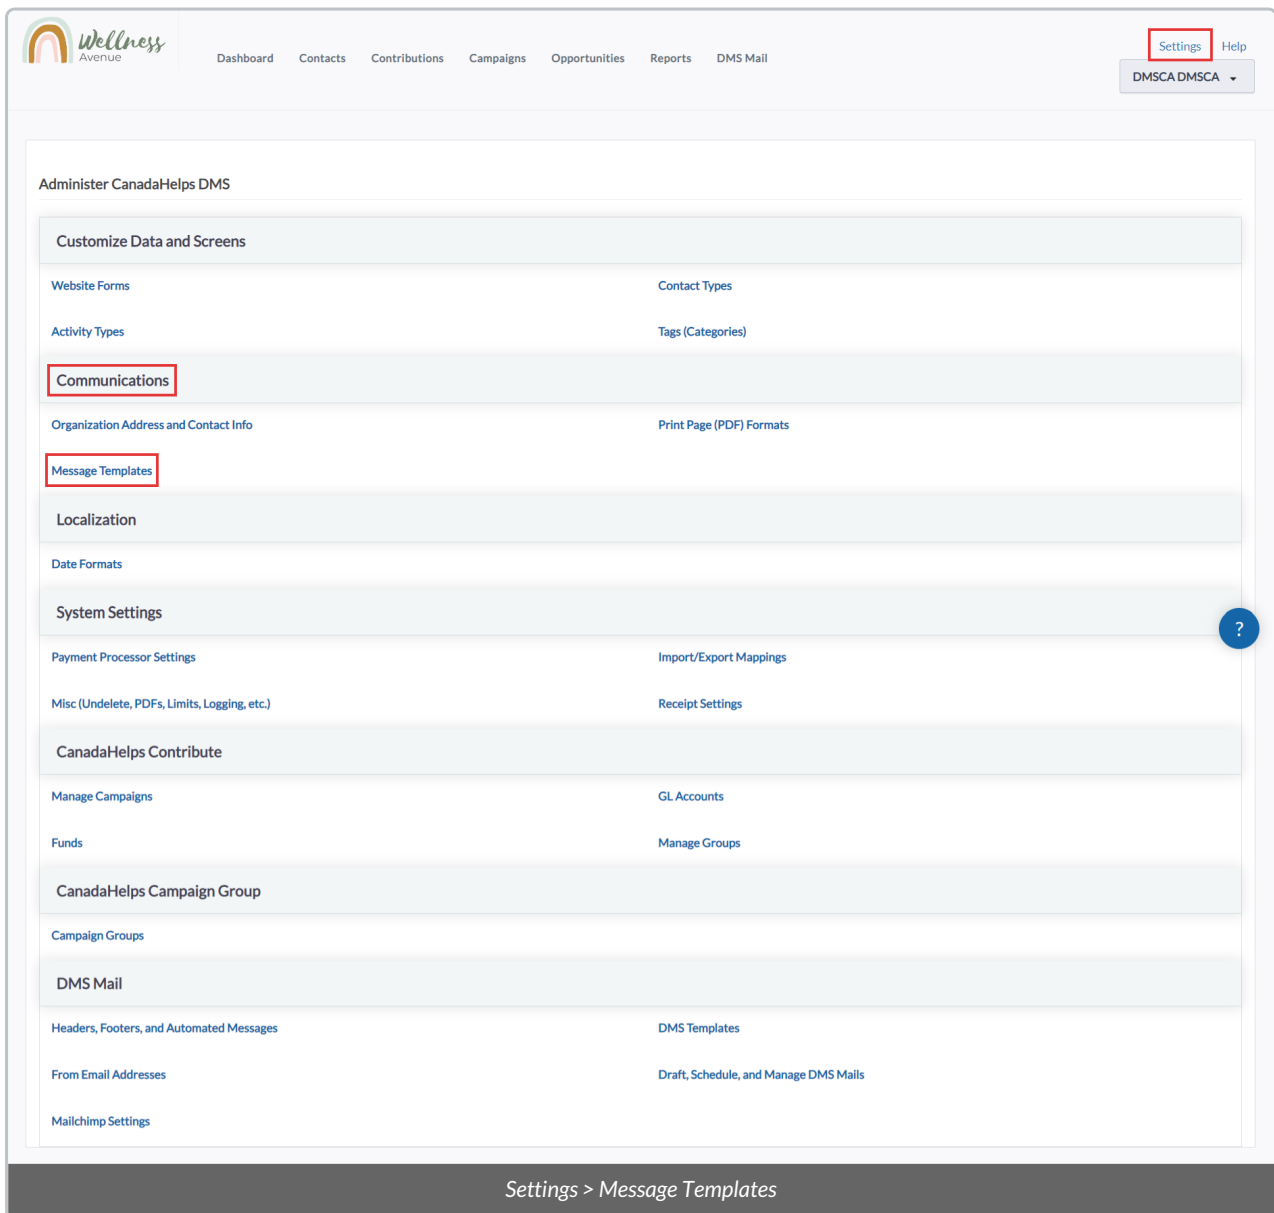 Wellness
Avenue
Dashboard Contacts Contributions Campaigns Opportunities Reports DMS Mail
Settings Help
DMSCA DMSCA
Administer CanadaHelps DMS
Customize Data and Screens
Website Forms Contact Types
Activity Types Tags (Categories)
Communications
Organization Address and Contact Info Print Page (PDF) Formats
Message Templates
Localization
Date Formats
System Settings
?
Payment Processor Settings Import/Export Mappings
Misc (Undelete, PDFs, Limits, Logging, etc.) Receipt Settings
CanadaHelps Contribute
Manage Campaigns GL Accounts
Funds Manage Groups
CanadaHelps Campaign Group
Campaign Groups
DMS Mail
Headers, Footers, and Automated Messages DMS Templates
From Email Addresses Draft, Schedule, and Manage DMS Mails
Mailchimp Settings
Settings > Message Templates